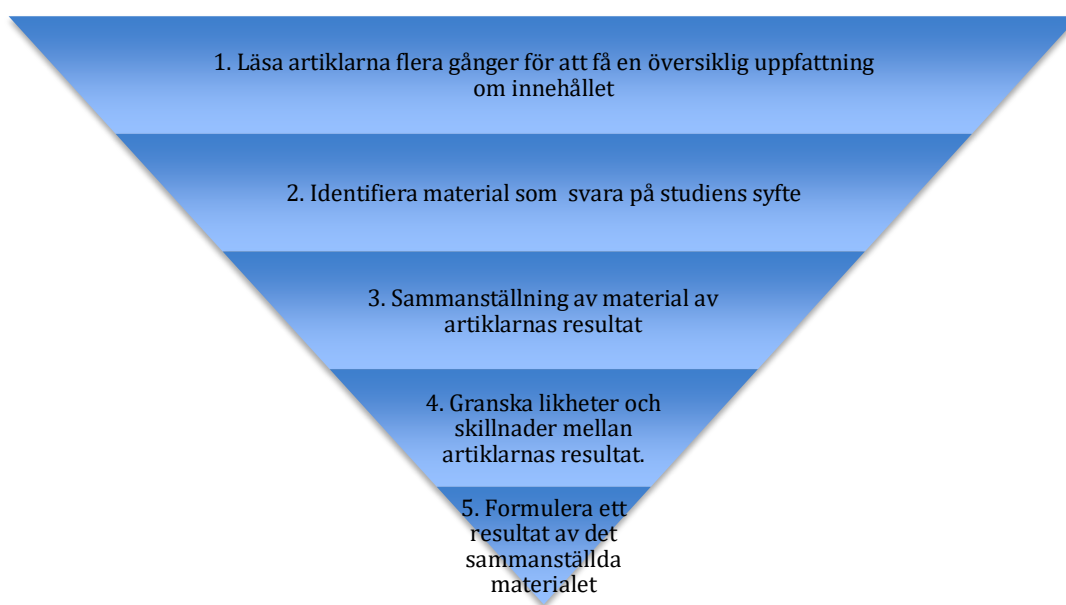 1. Läsa artiklarna flera gånger för att få en översiklig uppfattning
om innehållet
2. Identifiera material som  svara på studiens syfte
3. Sammanställning av material av
artiklarnas resultat
4. Granska likheter och
skillnader mellan
artiklarnas resultat.
5. Formulera ett
resultat av det
sammanställda
materialet